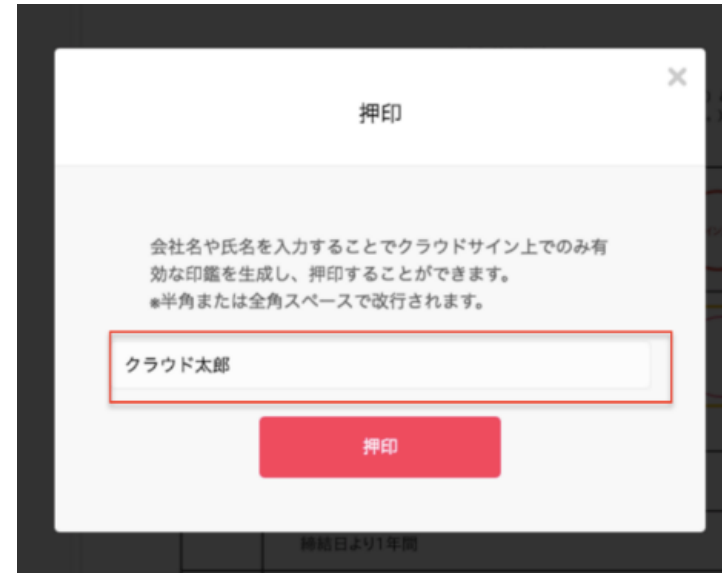 押印
会社名や氏名を入力することでクラウドサイン上でのみ有
効な印鑑を生成し、押印することができます。
※半角または全角スペースで改行されます。
クラウド太郎
押印
締結日より1年間